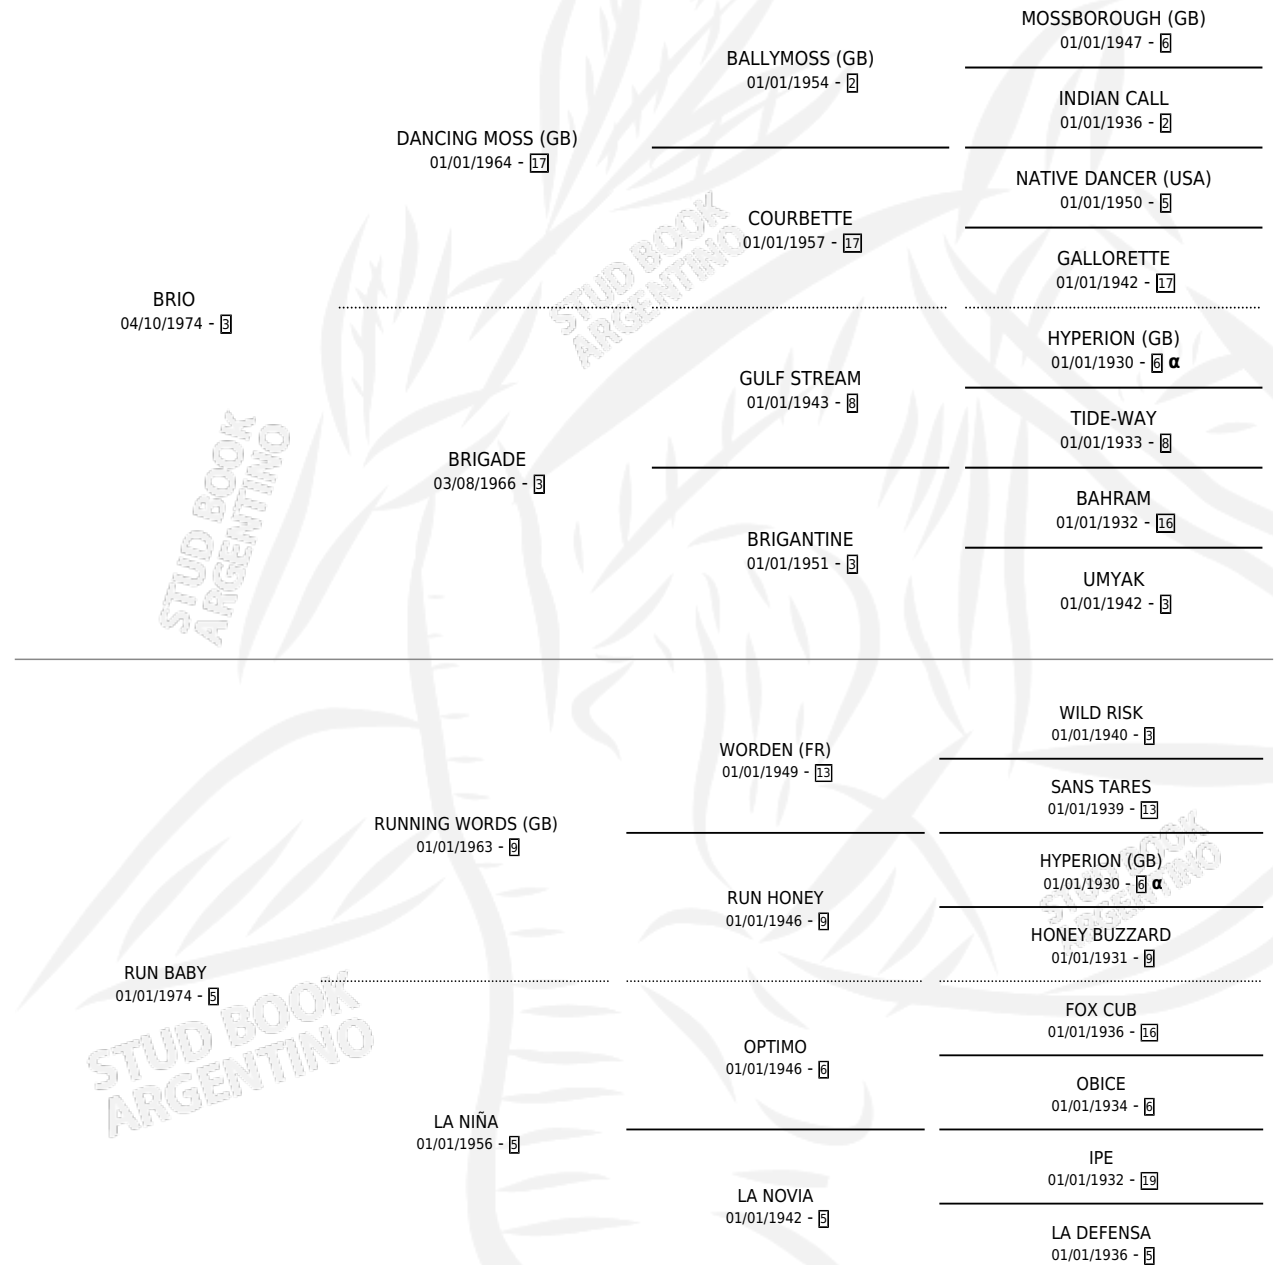 MOSSBOROUGH (GB)
01/01/1947 - 6
BALLYMOSS (GB)
01/01/1954 - 2
INDIAN CALL
01/01/1936 - 2
DANCING MOSS (GB)
01/01/1964 - 17
NATIVE DANCER (USA)
01/01/1950 - 5
COURBETTE
01/01/1957 - 17
GALLORETTE
01/01/1942 - 17
STUD BOOK
ARGENTINO
BRIO
04/10/1974 - 3
HYPERION (GB)
01/01/1930 - 6 α
GULF STREAM
01/01/1943 - 8
TIDE-WAY
01/01/1933 - 8
BRIGADE
03/08/1966 - 3
BAHRAM
01/01/1932 - 16
BRIGANTINE
01/01/1951 - 3
UMYAK
01/01/1942 - 3
STUD BOOK
ARGENTINO
WILD RISK
01/01/1940 - 3
WORDEN (FR)
01/01/1949 - 13
SANS TARES
01/01/1939 - 13
RUNNING WORDS (GB)
01/01/1963 - 9
HYPERION (GB)
01/01/1930 - 6 α
RUN HONEY
01/01/1946 - 9
HONEY BUZZARD
01/01/1931 - 9
STUD BOOK
ARGENTINO
RUN BABY
01/01/1974 - 5
FOX CUB
01/01/1936 - 16
OPTIMO
01/01/1946 - 6
OBICE
01/01/1934 - 6
STUD BOOK
ARGENTINO
LA NIÑA
01/01/1956 - 5
IPE
01/01/1932 - 19
LA NOVIA
01/01/1942 - 5
LA DEFENSA
01/01/1936 - 5